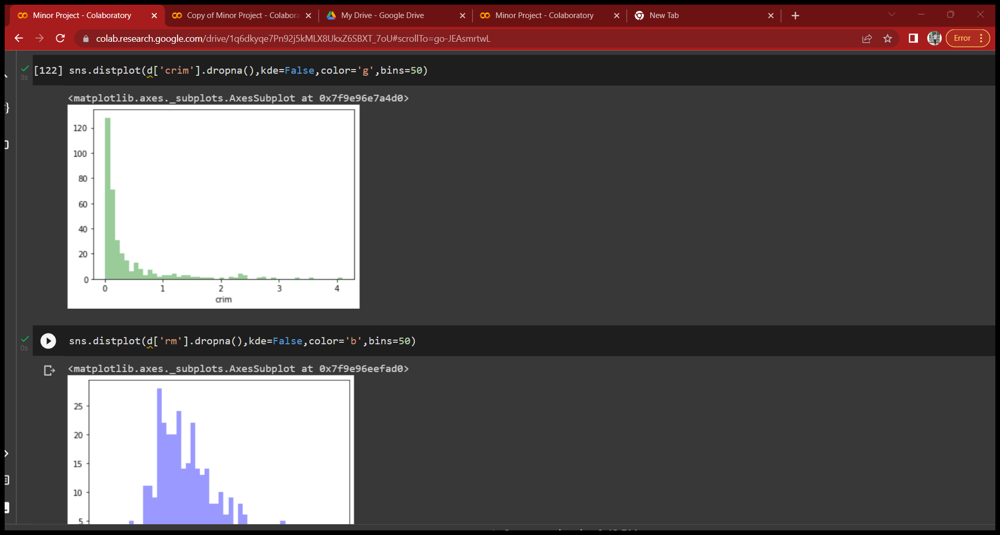 Minor Project - Colaboratory
Copy of Minor Project - Colabora
My Drive - Google Drive
Minor Project - Colaboratory
New Tab
colab.research.google.com/drive/1q6dkyqe7Pn92j5kMLX8UkxZ6SBXT_7oU#scrollTo=go-JEAsmrtwL
Error
3s
[122] sns.distplot(d['crim'].dropna(),kde=False,color='g',bins=50)
<matplotlib.axes._subplots.AxesSubplot at 0x7f9e96e7a4d0>
120
100
80
60
40
20
0
0 1 2 3 4
crim
0s
sns.distplot(d['rm'].dropna(),kde=False,color='b',bins=50)
<matplotlib.axes._subplots.AxesSubplot at 0x7f9e96eefad0>
25
20
15
10
5